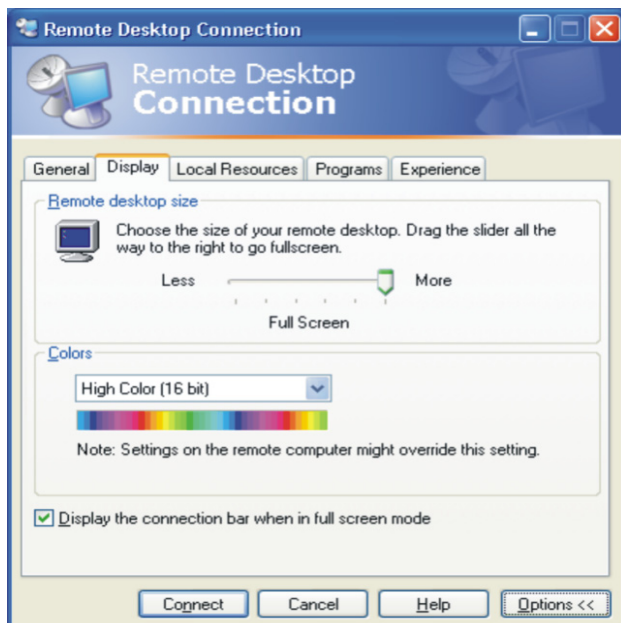 Remote Desktop Connection
Remote Desktop
Connection
General Display Local Resources Programs Experience
Remote desktop size
Choose the size of your remote desktop. Drag the slider all the
way to the right to go fullscreen.
Less More
Full Screen
Colors
High Color (16 bit)
Note: Settings on the remote computer might override this setting.
Display the connection bar when in full screen mode
Connect Cancel Help Options <<